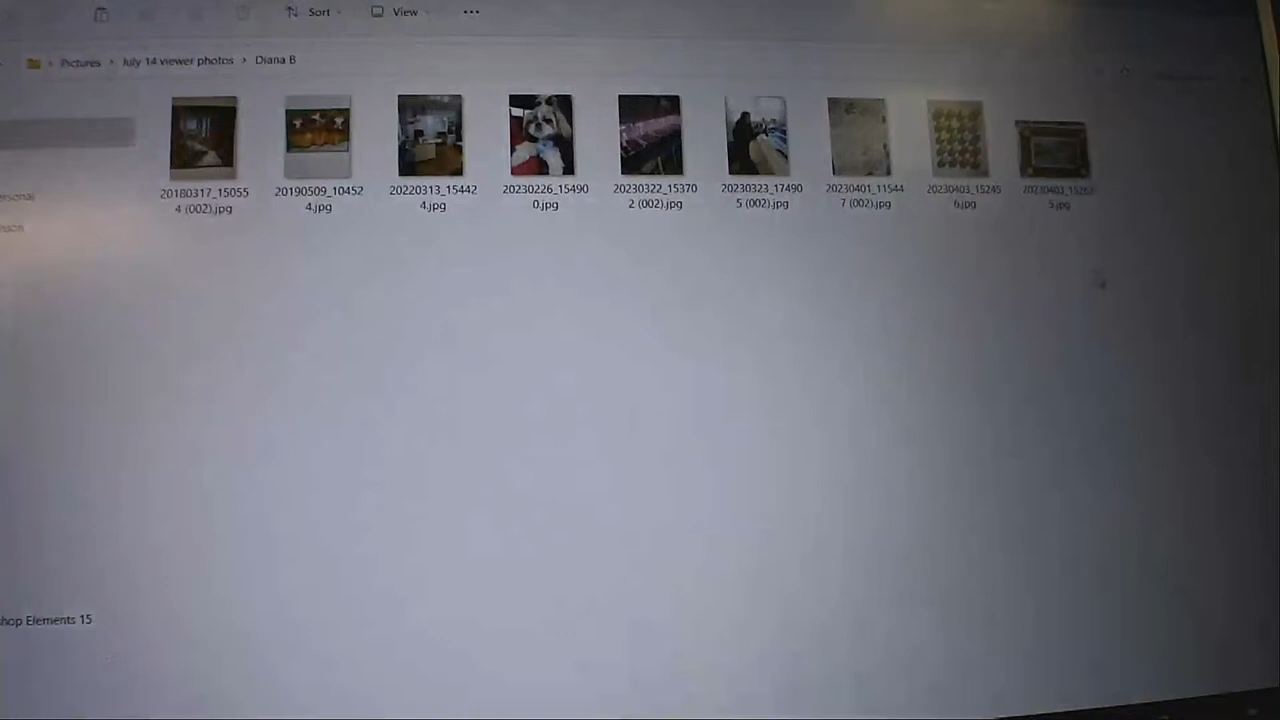 Sort
View
Pictures > July 14 viewer photos > Diana B
20180317_15055
4 (002).jpg
20190509_10452
4.jpg
20220313_15442
4.jpg
20230226_15490
0.jpg
20230322_15370
2 (002).jpg
20230323_17490
5 (002).jpg
20230401_11544
7 (002).jpg
20230403_15245
6.jpg
5.jpg
hop Elements 15